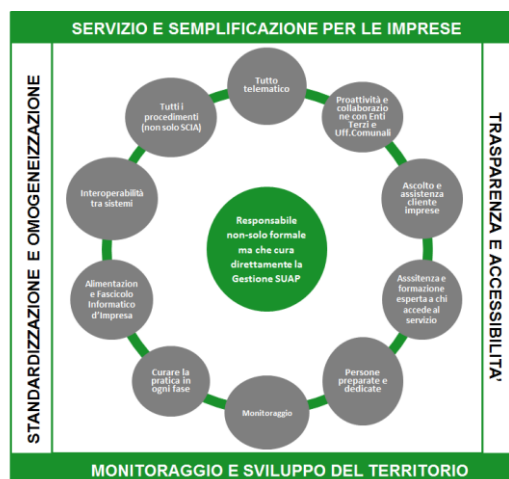 SERVIZIO E SEMPLIFICAZIONE PER LE IMPRESE
STANDARDIZZAZIONE E OMOGENEIZZAZIONE
TRASPARENZA E ACCESSIBILITA'
Tutto
telematico
Proattività e
collaborazio
ne con Enti
Terzi e
Uff.Comunali
Ascolto e
assistenza
cliente
imprese
Asssitenza e
formazione
esperta a chi
accede al
servizio
Persone
preparate e
dedicate
Monitoraggio
Curare la
pratica in
ogni fase
Alimentazion
e Fascicolo
Informatico
d'Impresa
Interoperabilità
tra sistemi
Tutti i
procedimenti
(non solo SCIA)
Responsabile
non-solo formale
ma che cura
direttamente la
Gestione SUAP
MONITORAGGIO E SVILUPPO DEL TERRITORIO